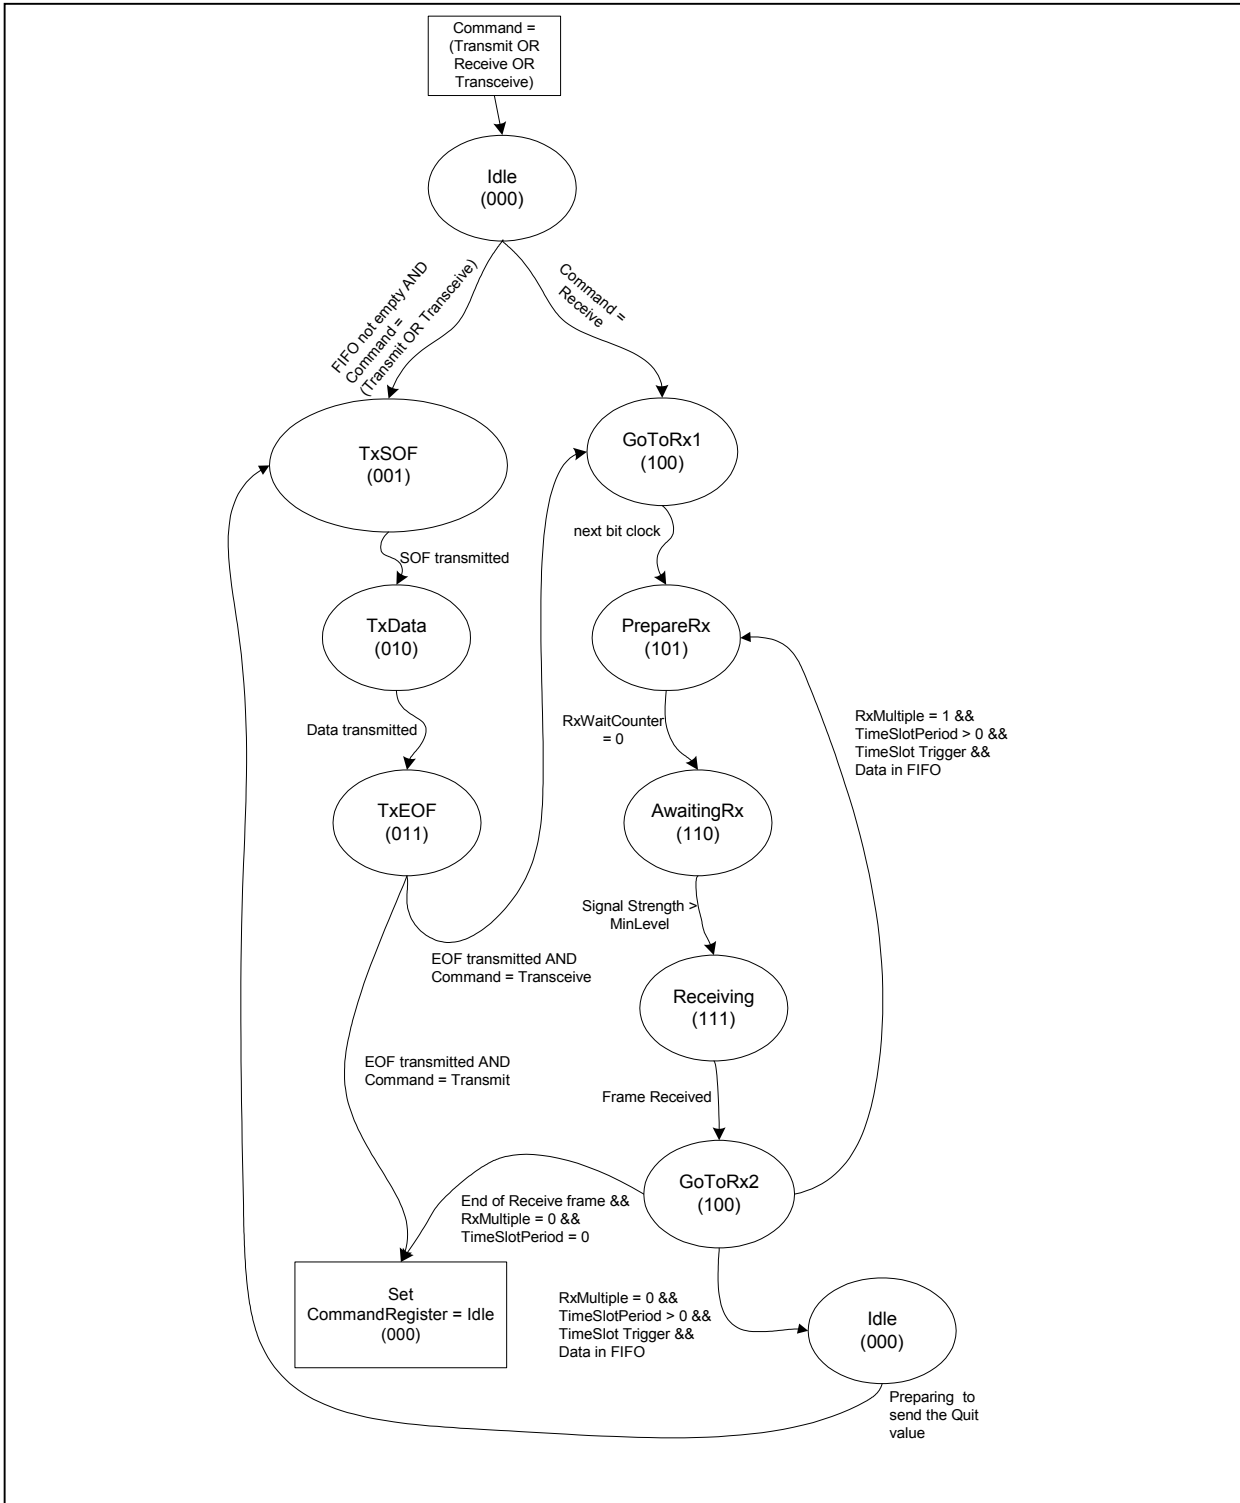 Command =
(Transmit OR
Receive OR
Transceive)
Idle
(000)
FIFO not empty AND
Command =
(Transmit OR Transceive)
Command =
Receive
TxSOF
(001)
GoToRx1
(100)
SOF transmitted
next bit clock
TxData
(010)
PrepareRx
(101)
Data transmitted
RxWaitCounter
= 0
RxMultiple = 1 &&
TimeSlotPeriod > 0 &&
TimeSlot Trigger &&
Data in FIFO
TxEOF
(011)
AwaitingRx
(110)
Signal Strength >
MinLevel
EOF transmitted AND
Command = Transceive
Receiving
(111)
EOF transmitted AND
Command = Transmit
Frame Received
GoToRx2
(100)
End of Receive frame &&
RxMultiple = 0 &&
TimeSlotPeriod = 0
Set
CommandRegister = Idle
(000)
RxMultiple = 0 &&
TimeSlotPeriod > 0 &&
TimeSlot Trigger &&
Data in FIFO
Idle
(000)
Preparing to
send the Quit
value